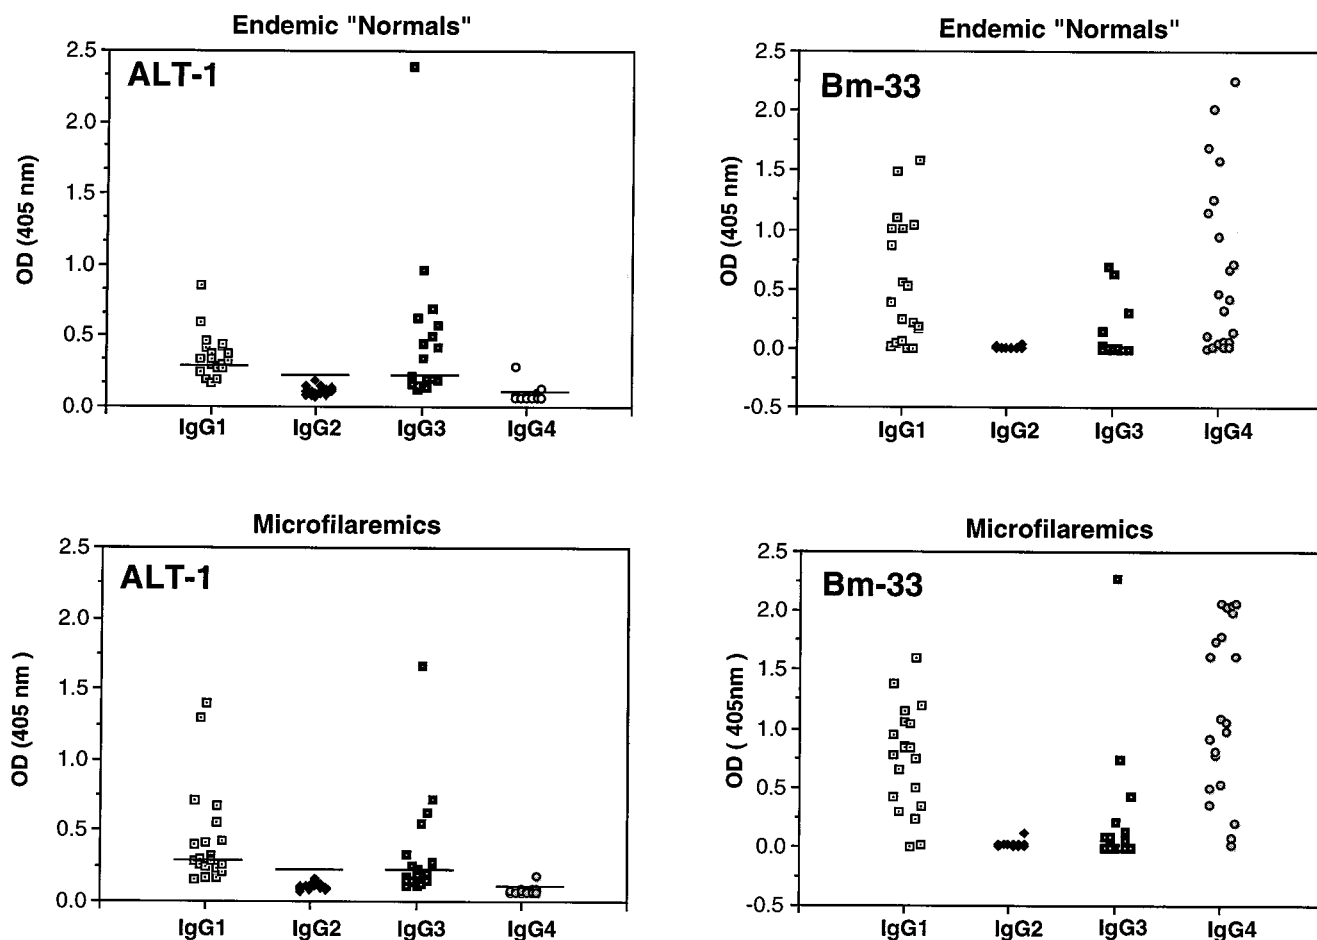 Endemic "Normals"
ALT-1
OD (405 nm)
2.5
2.0
1.5
1.0
0.5
0.0
IgG1 IgG2 IgG3 IgG4
Endemic "Normals"
Bm-33
OD (405 nm)
2.5
2.0
1.5
1.0
0.5
0.0
-0.5
IgG1 IgG2 IgG3 IgG4
Microfilaremics
ALT-1
OD (405 nm )
2.5
2.0
1.5
1.0
0.5
0.0
IgG1 IgG2 IgG3 IgG4
Microfilaremics
Bm-33
OD ( 405nm )
2.5
2.0
1.5
1.0
0.5
0.0
-0.5
IgG1 IgG2 IgG3 IgG4